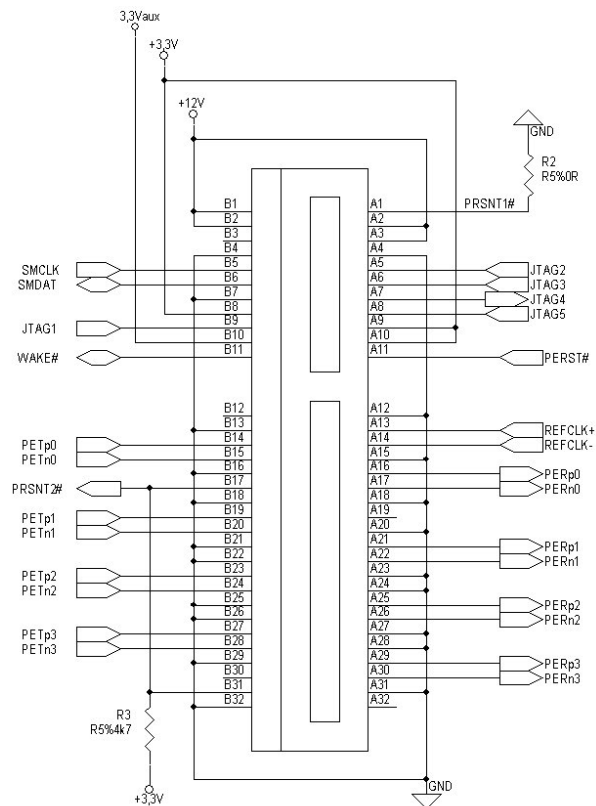 3,3Vaux
+3,3V
+12V
GND
R2
R5%0R
B1 A1 PRSNT1#
B2 A2
B3 A3
B4 A4
SMCLK B5 A5 JTAG2
SMDAT B6 A6 JTAG3
B7 A7 JTAG4
B8 A8 JTAG5
JTAG1 B9 A9
B10 A10
WAKE# B11 A11 PERST#
B12 A12
B13 A13 REFCLK+
PETp0 B14 A14 REFCLK-
PETn0 B15 A15
B16 A16 PERp0
PRSNT2# B17 A17 PERn0
B18 A18
PETp1 B19 A19
PETn1 B20 A20
B21 A21 PERp1
B22 A22 PERn1
PETp2 B23 A23
PETn2 B24 A24
B25 A25 PERp2
B26 A26 PERn2
PETp3 B27 A27
PETn3 B28 A28
B29 A29 PERp3
B30 A30 PERn3
B31 A31
B32 A32
R3
R5%4k7
+3,3V
GND